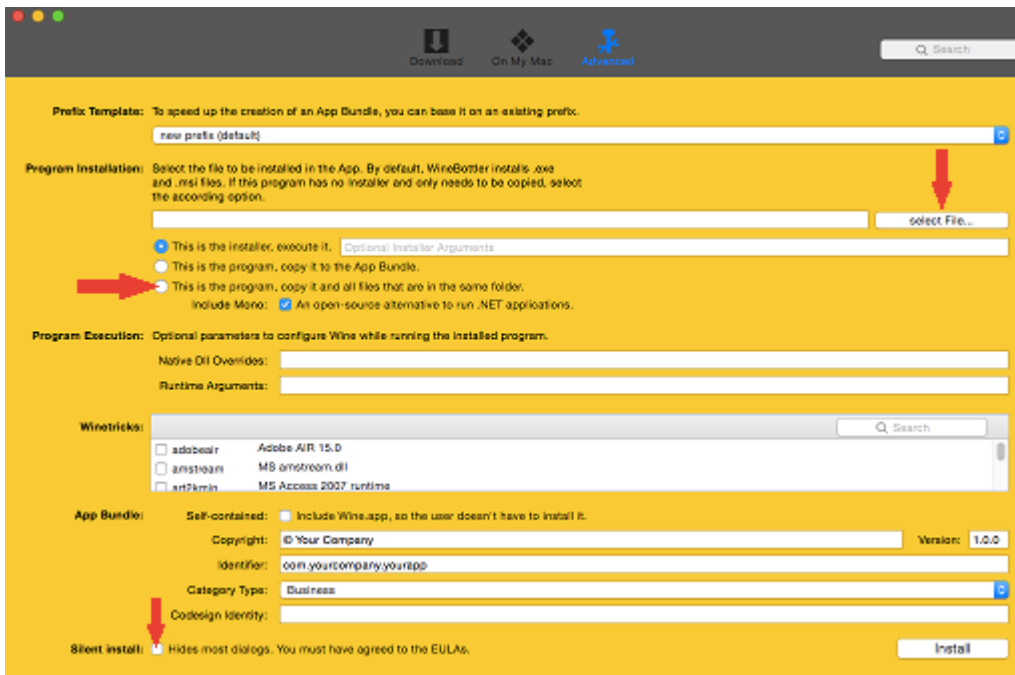 Download
On My Mac
Advanced
Search
Prefix Template: To speed up the creation of an App Bundle, you can base it on an existing prefix.
new prefix (default)
Program Installation: Select the file to be installed in the App. By default, WineBottler installs .exe
and .msi files. If this program has no Installer and only needs to be copied, select
the according option.
select File...
This is the installer, execute it. Optional Installer Arguments
This is the program, copy it to the App Bundle.
This is the program, copy it and all files that are in the same folder.
Include Mono: An open-source alternative to run .NET applications.
Program Execution: Optional parameters to configure Wine while running the installed program.
Native Dll Overrides:
Runtime Arguments:
Winetricks:
Search
adobeair Adobe AIR 15.0
amstream MS amstream.dll
art2kmin MS Access 2007 runtime
App Bundle: Self-contained: Include Wine.app, so the user doesn't have to install it.
Copyright: © Your Company Version: 1.0.0
Identifier: com.yourcompany.yourapp
Category Type: Business
Codesign Identity:
Silent install: Hides most dialogs. You must have agreed to the EULAs.
Install